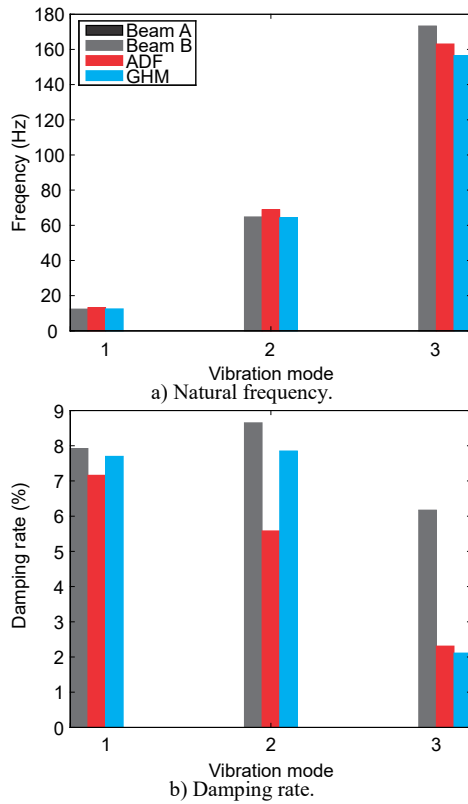 180
160
140
120
100
80
60
40
20
0
Freqency (Hz)
Beam A
Beam B
ADF
GHM
1 2 3
Vibration mode
a) Natural frequency.
9
8
7
6
5
4
3
2
1
0
Damping rate (%)
1 2 3
Vibration mode
b) Damping rate.